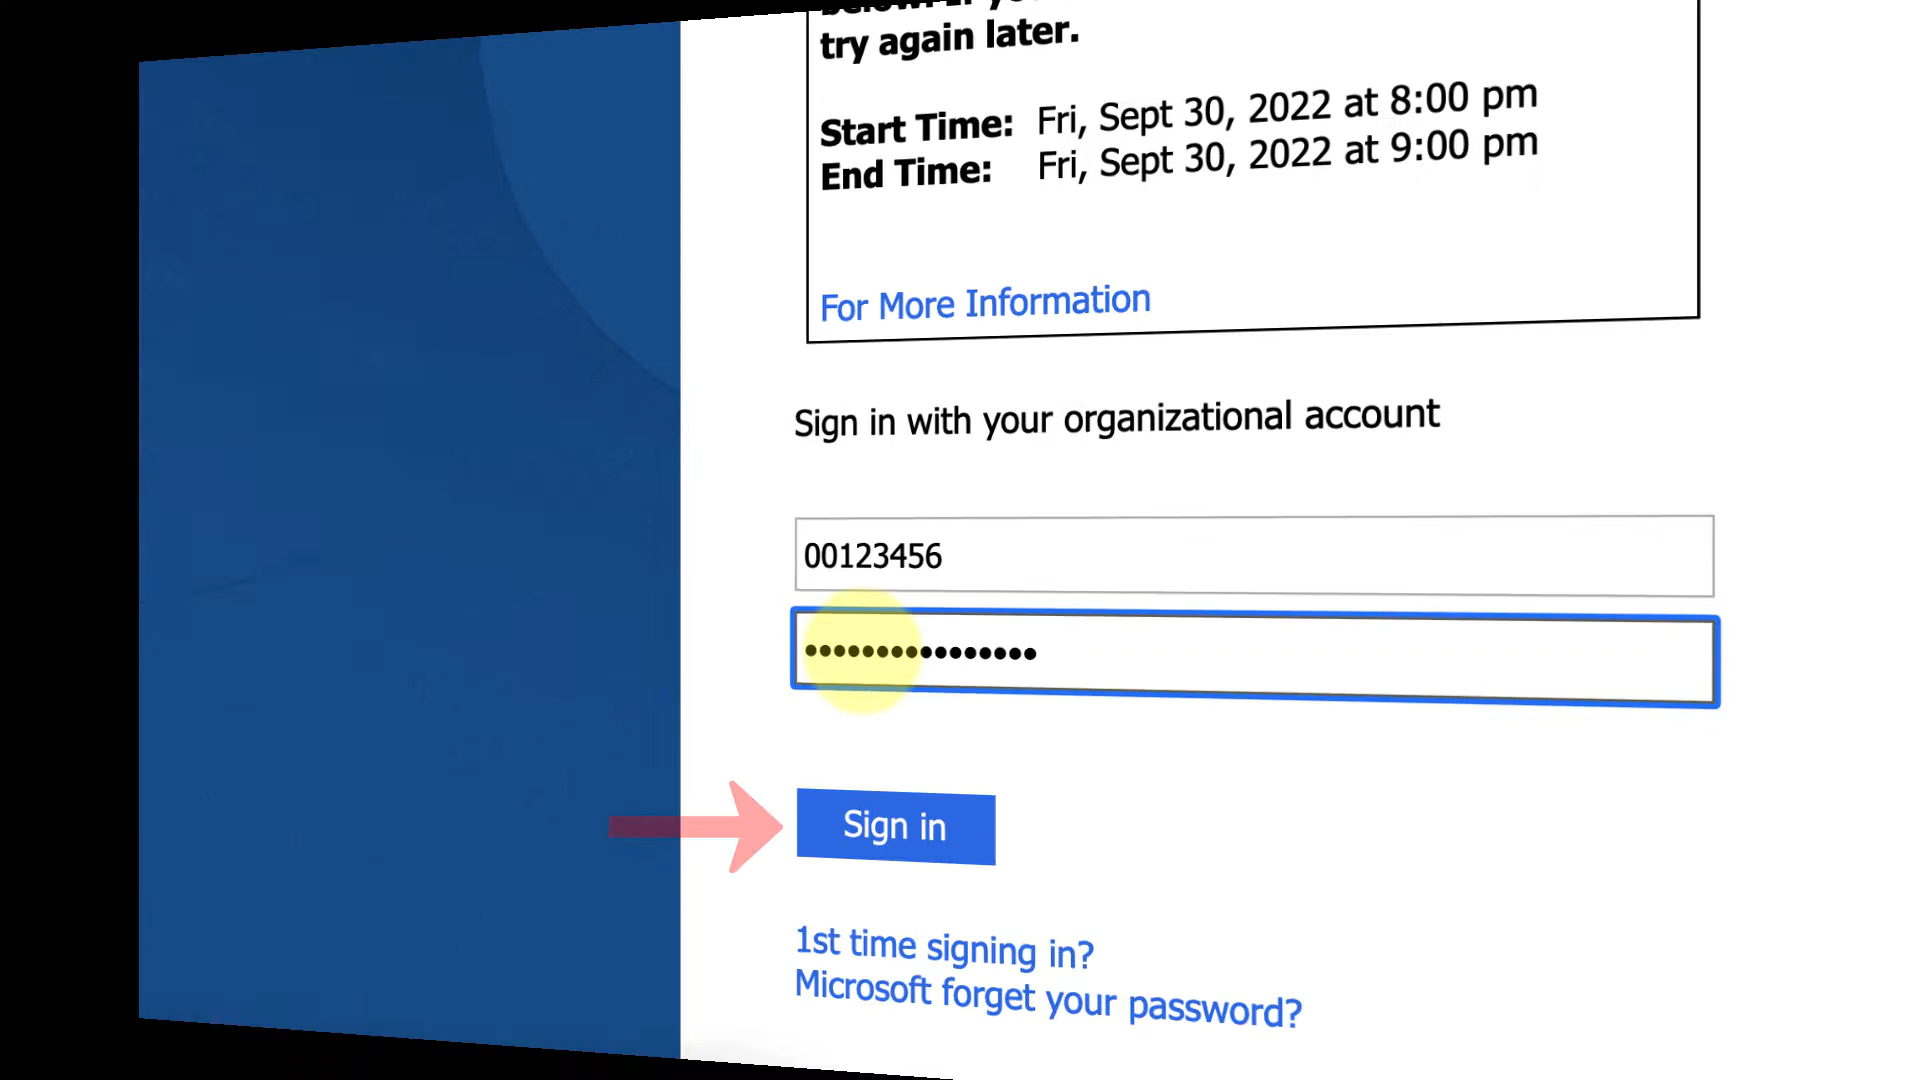 try again later.
Start Time: Fri, Sept 30, 2022 at 8:00 pm
End Time: Fri, Sept 30, 2022 at 9:00 pm
For More Information
Sign in with your organizational account
00123456
••••••••••••••••
Sign in
1st time signing in?
Microsoft forget your password?